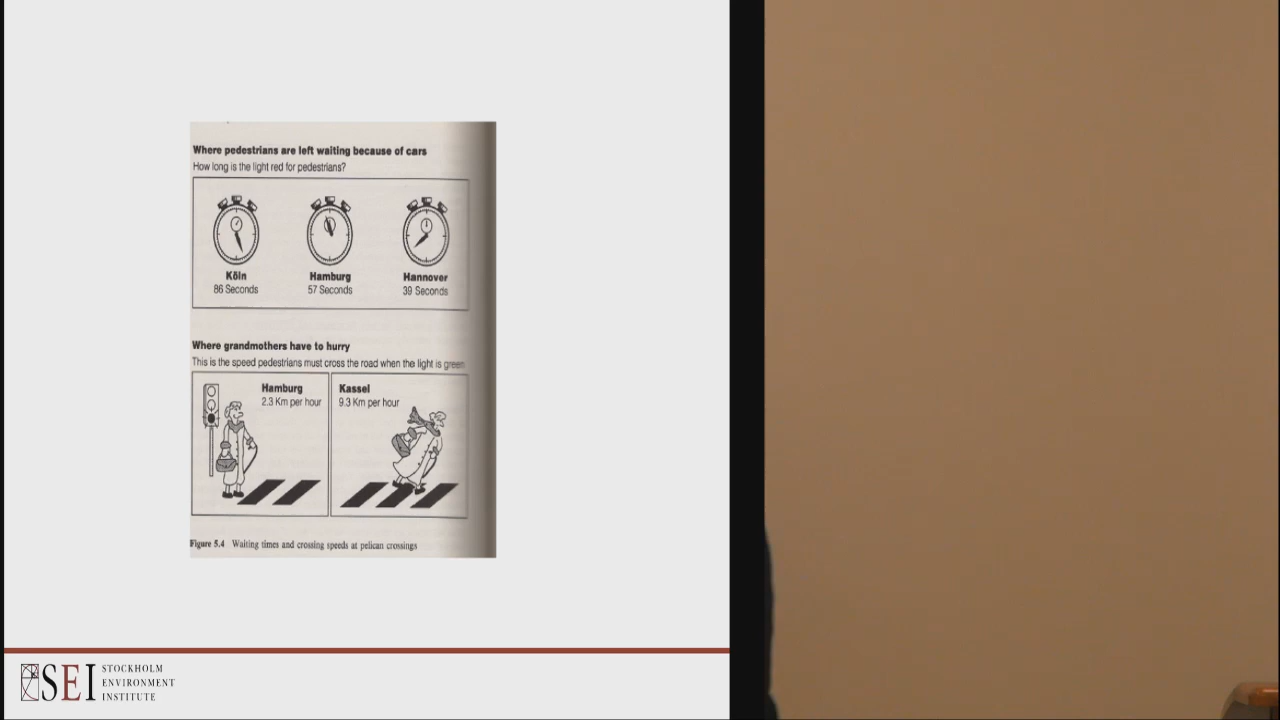 Where pedestrians are left waiting because of cars
How long is the light red for pedestrians?
Köln
86 Seconds
Hamburg
57 Seconds
Hannover
39 Seconds
Where grandmothers have to hurry
This is the speed pedestrians must cross the road when the light is green
Hamburg
2.3 Km per hour
Kassel
9.3 Km per hour
Figure 5.4 Waiting times and crossing speeds at pelican crossings
SEI
STOCKHOLM
ENVIRONMENT
INSTITUTE